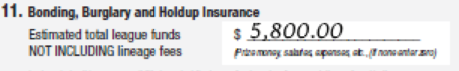 11. Bonding, Burglary and Holdup Insurance
Estimated total league funds $ 5,800.00
NOT INCLUDING lineage fees (Prize money, salaries, expenses, etc., (if none enter zero)